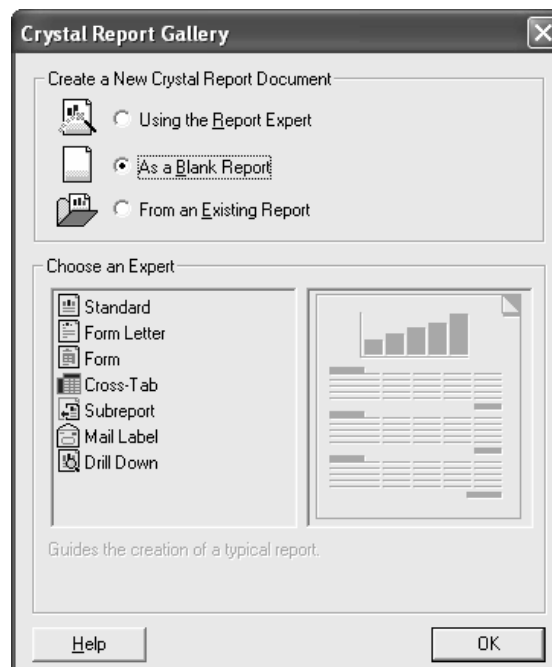 Crystal Report Gallery
Create a New Crystal Report Document
Using the Report Expert
As a Blank Report
From an Existing Report
Choose an Expert
Standard
Form Letter
Form
Cross-Tab
Subreport
Mail Label
Drill Down
Guides the creation of a typical report.
Help OK